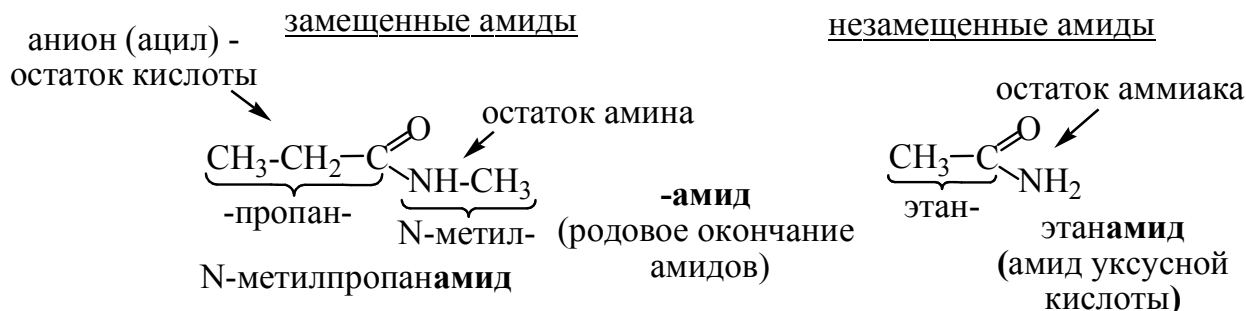 замещенные амиды
анион (ацил) -
остаток кислоты
остаток амина
CH₃-CH₂-C
O
NH-CH₃
-пропан-
N-метил-
N-метилпропанамид
-амид
(родовое окончание
амидов)
незамещенные амиды
остаток аммиака
O
CH₃-C
NH₂
этан-
этанамид
(амид уксусной
кислоты)